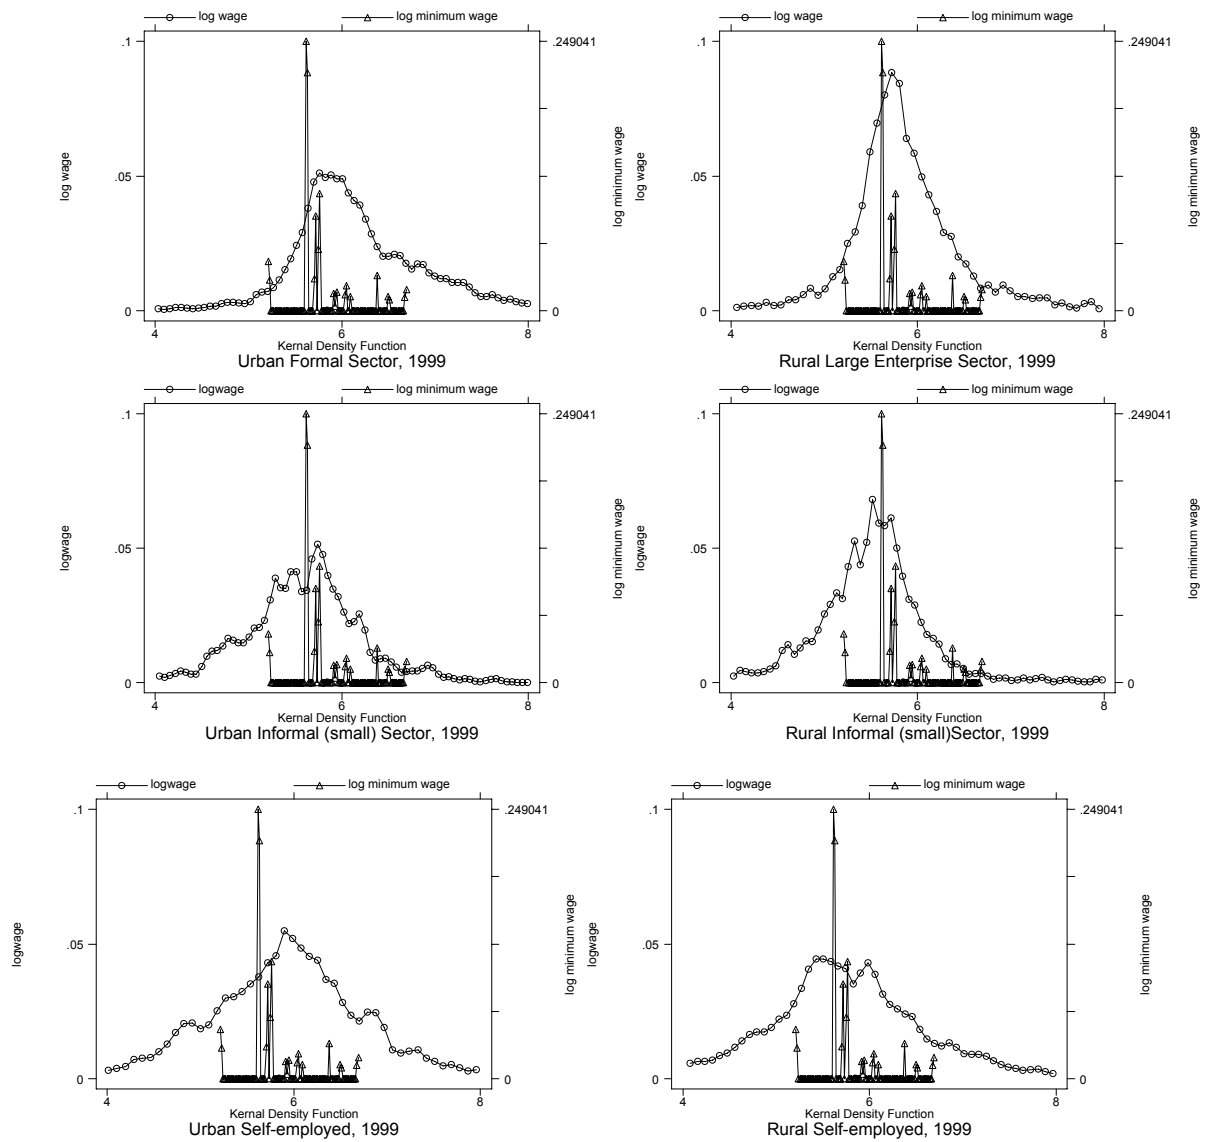 log wage log minimum wage
.1 .249041
log wage
.05
log minimum wage
0 0
4 6 8
Kernal Density Function
Urban Formal Sector, 1999
log wage log minimum wage
.1 .249041
log wage
.05
log minimum wage
0 0
4 6 8
Kernal Density Function
Rural Large Enterprise Sector, 1999
logwage log minimum wage
.1 .249041
logwage
.05
log minimum wage
0 0
4 6 8
Kernal Density Function
Urban Informal (small) Sector, 1999
logwage log minimum wage
.1 .249041
logwage
.05
log minimum wage
0 0
4 6 8
Kernal Density Function
Rural Informal (small)Sector, 1999
logwage log minimum wage
.1 .249041
logwage
.05
log minimum wage
0 0
4 6 8
Kernal Density Function
Urban Self-employed, 1999
logwage log minimum wage
.1 .249041
logwage
.05
log minimum wage
0 0
4 6 8
Kernal Density Function
Rural Self-employed, 1999